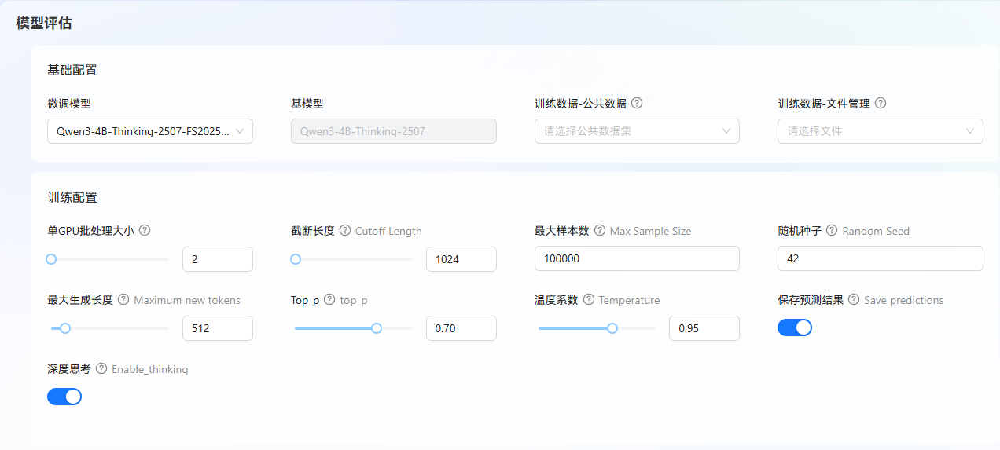 模型评估
基础配置
微调模型 基模型 训练数据-公共数据 训练数据-文件管理
Qwen3-4B-Thinking-2507-FS2025... Qwen3-4B-Thinking-2507 请选择公共数据集 请选择文件
训练配置
单GPU批处理大小 截断长度 Cutoff Length 最大样本数 Max Sample Size 随机种子 Random Seed
2 1024 100000 42
最大生成长度 Maximum new tokens Top_p top_p 温度系数 Temperature 保存预测结果 Save predictions
512 0.70 0.95
深度思考 Enable_thinking